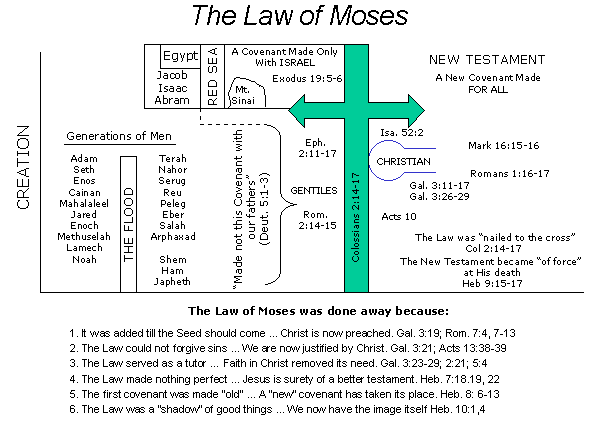 The Law of Moses
CREATION
Egypt
Jacob
Isaac
Abram
RED SEA
A Covenant Made Only
With ISRAEL
Exodus 19:5-6
Mt.
Sinai
NEW TESTAMENT
A New Covenant Made
FOR ALL
Generations of Men
Adam
Seth
Enos
Cainan
Mahalaleel
Jared
Enoch
Methuselah
Lamech
Noah
THE FLOOD
Terah
Nahor
Serug
Reu
Peleg
Eber
Salah
Arphaxad
Shem
Ham
Japheth
"Made not this Covenant with
our fathers"
(Deut. 5:1-3)
Eph.
2:11-17
GENTILES
Rom.
2:14-15
Colossians 2:14-17
Isa. 52:2
CHRISTIAN
Gal. 3:11-17
Gal. 3:26-29
Acts 10
Mark 16:15-16
Romans 1:16-17
The Law was "nailed to the cross"
Col 2:14-17
The New Testament became "of force"
at His death
Heb 9:15-17
The Law of Moses was done away because:
1. It was added till the Seed should come ... Christ is now preached. Gal. 3:19; Rom. 7:4, 7-13
2. The Law could not forgive sins ... We are now justified by Christ. Gal. 3:21; Acts 13:38-39
3. The Law served as a tutor ... Faith in Christ removed its need. Gal. 3:23-29; 2:21; 5:4
4. The Law made nothing perfect ... Jesus is surety of a better testament. Heb. 7:18.19, 22
5. The first covenant was made "old" ... A "new" covenant has taken its place. Heb. 8: 6-13
6. The Law was a "shadow" of good things ... We now have the image itself Heb. 10:1,4